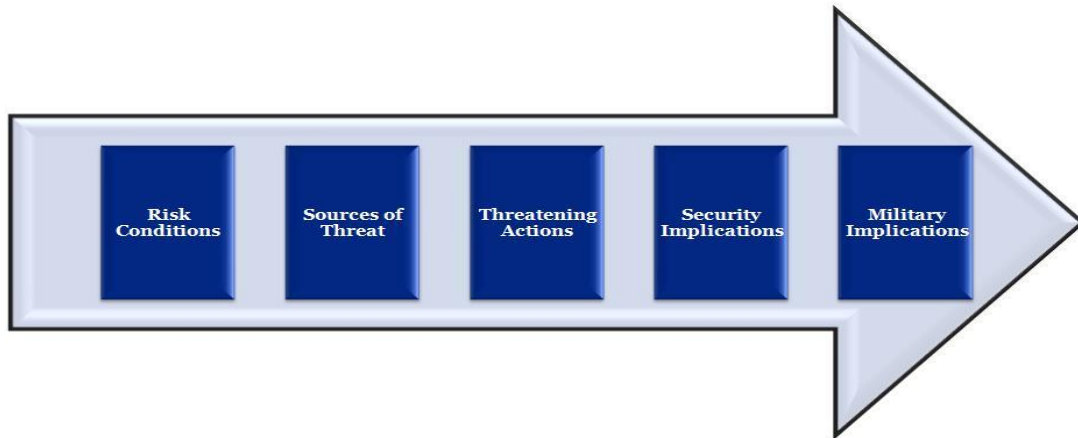 Risk
Conditions
Sources of
Threat
Threatening
Actions
Security
Implications
Military
Implications